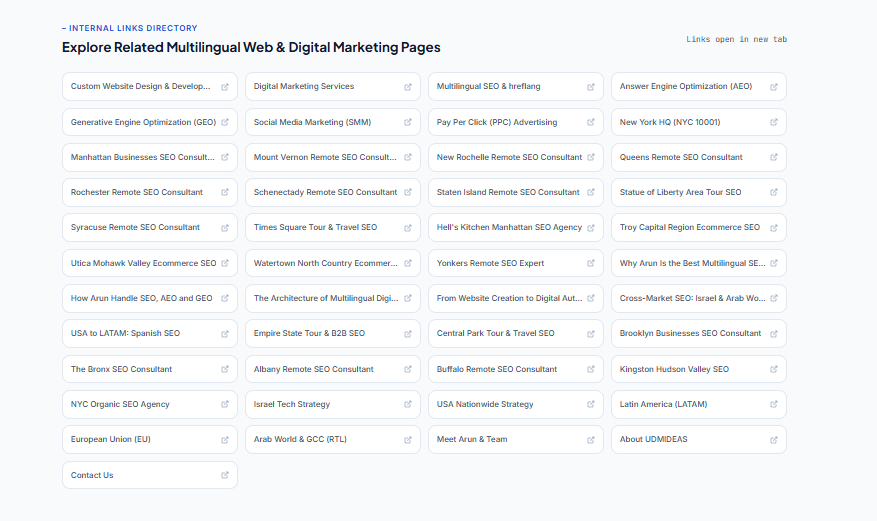 – INTERNAL LINKS DIRECTORY
Explore Related Multilingual Web & Digital Marketing Pages
Links open in new tab
Custom Website Design & Develop...
Digital Marketing Services
Multilingual SEO & hreflang
Answer Engine Optimization (AEO)
Generative Engine Optimization (GEO)
Social Media Marketing (SMM)
Pay Per Click (PPC) Advertising
New York HQ (NYC 10001)
Manhattan Businesses SEO Consult...
Mount Vernon Remote SEO Consult...
New Rochelle Remote SEO Consultant
Queens Remote SEO Consultant
Rochester Remote SEO Consultant
Schenectady Remote SEO Consultant
Staten Island Remote SEO Consultant
Statue of Liberty Area Tour SEO
Syracuse Remote SEO Consultant
Times Square Tour & Travel SEO
Hell's Kitchen Manhattan SEO Agency
Troy Capital Region Ecommerce SEO
Utica Mohawk Valley Ecommerce SEO
Watertown North Country Ecommer...
Yonkers Remote SEO Expert
Why Arun Is the Best Multilingual SE...
How Arun Handle SEO, AEO and GEO
The Architecture of Multilingual Digi...
From Website Creation to Digital Aut...
Cross-Market SEO: Israel & Arab Wo...
USA to LATAM: Spanish SEO
Empire State Tour & B2B SEO
Central Park Tour & Travel SEO
Brooklyn Businesses SEO Consultant
The Bronx SEO Consultant
Albany Remote SEO Consultant
Buffalo Remote SEO Consultant
Kingston Hudson Valley SEO
NYC Organic SEO Agency
Israel Tech Strategy
USA Nationwide Strategy
Latin America (LATAM)
European Union (EU)
Arab World & GCC (RTL)
Meet Arun & Team
About UDMIDEAS
Contact Us